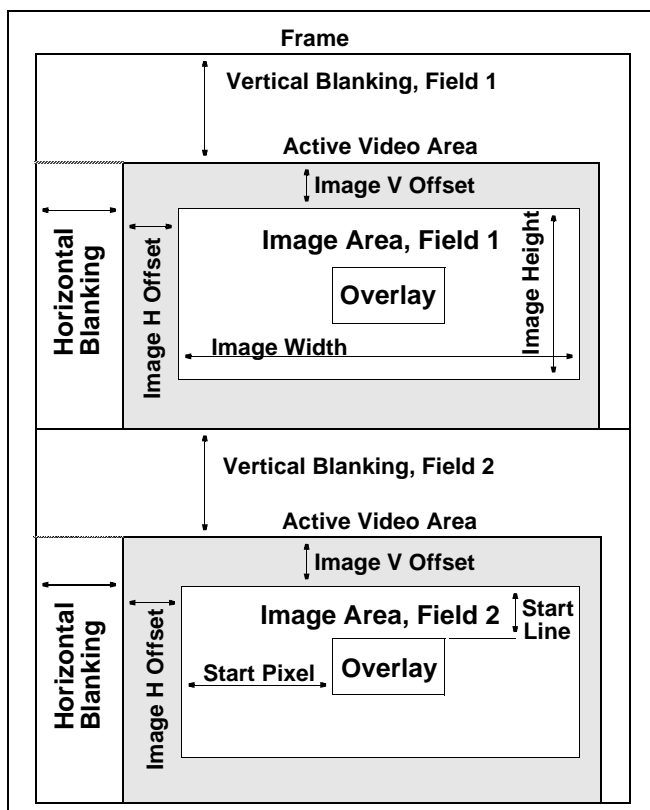 Frame
Vertical Blanking, Field 1
Active Video Area
Image V Offset
Horizontal
Blanking
Image H Offset
Image Area, Field 1
Image Height
Overlay
Image Width
Vertical Blanking, Field 2
Active Video Area
Image V Offset
Horizontal
Blanking
Image H Offset
Image Area, Field 2
Start
Line
Overlay
Start Pixel